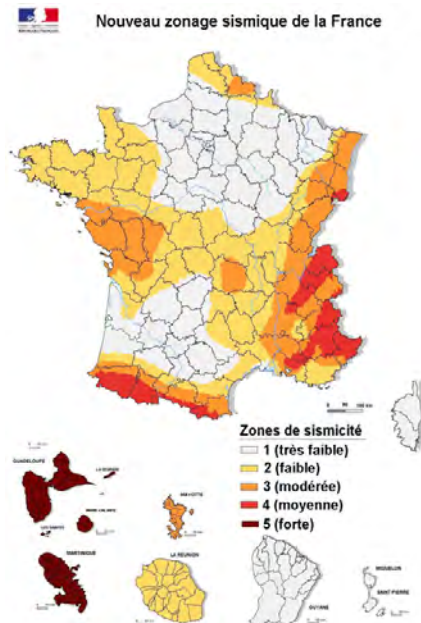 Nouveau zonage sismique de la France
Zones de sismicité
1 (très faible)
2 (faible)
3 (modérée)
4 (moyenne)
5 (forte)
GUADELOUPE
MAYOTTE
MARTINIQUE
LA RÉUNION
GUYANE
MIQUELON
SAINT-PIERRE